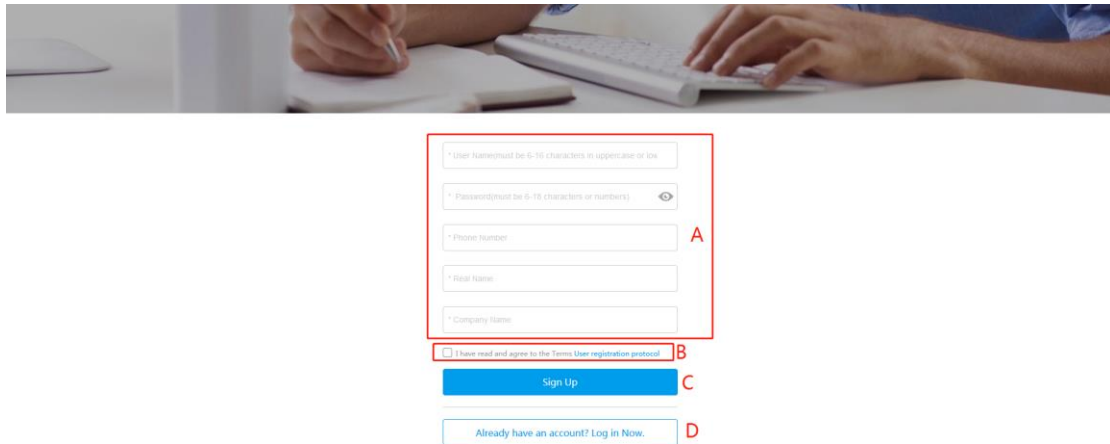 * User Name(must be 6-16 characters in uppercase or low
* Password(must be 6-16 characters or numbers)
* Phone Number
A
* Real Name
* Company Name
I have read and agree to the Terms User registration protocol B
Sign Up C
Already have an account? Log in Now. D